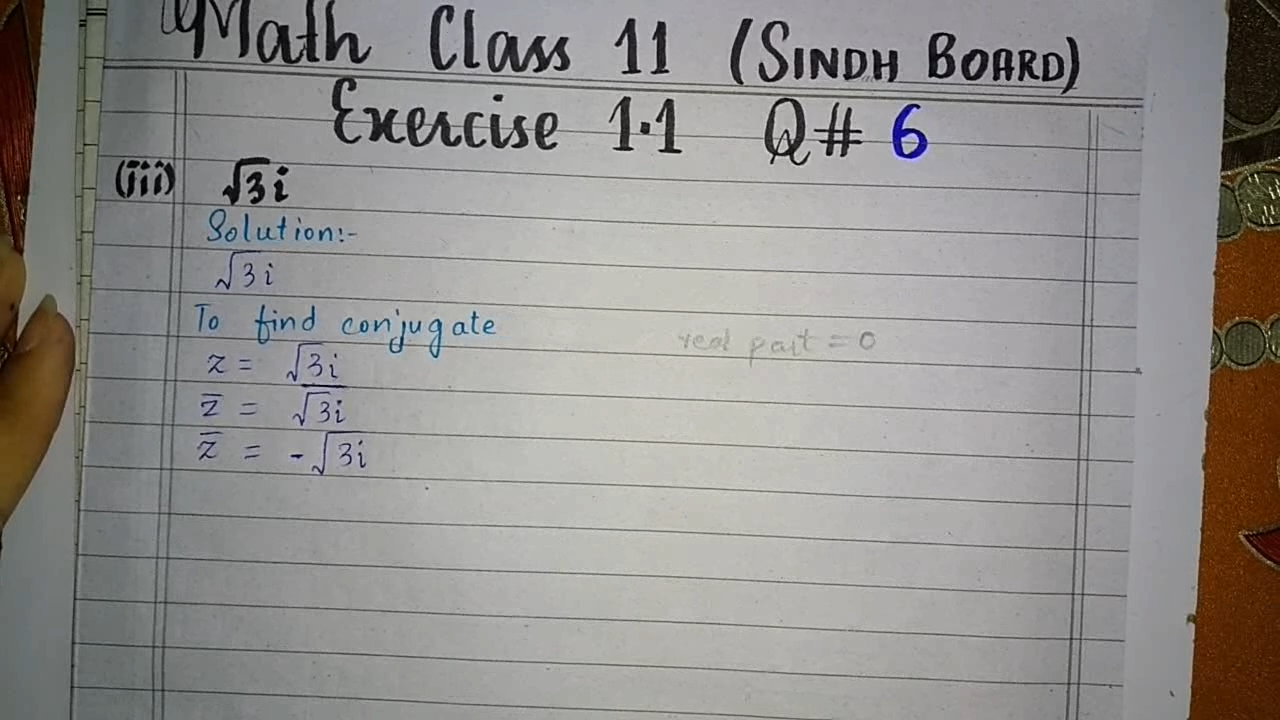 Math Class 11 (SINDH BOARD)
Exercise 1.1 Q# 6
(iii) √3i
Solution:-
√3i
To find conjugate
real part = 0
z = √3i
z̅ = \overline{√3i}
z̅ = -√3i